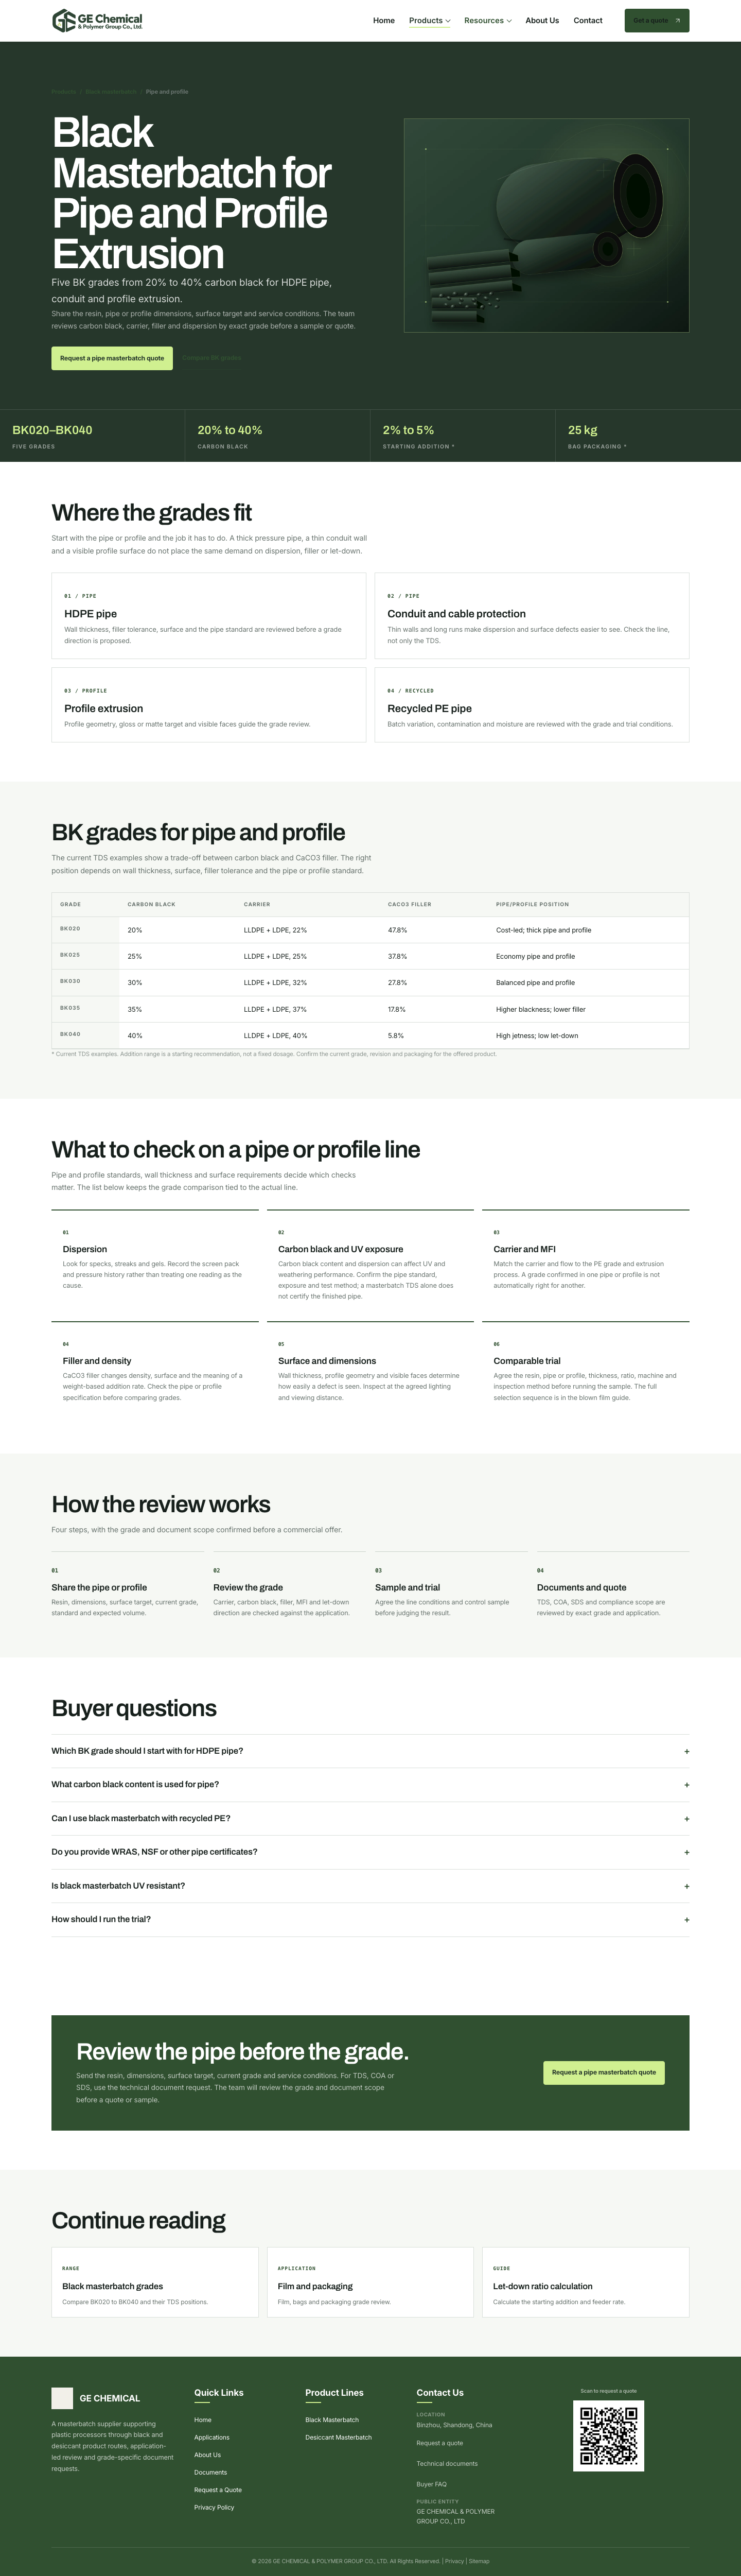 GE Chemical
& Polymer Group Co., Ltd.
Home
Products
Resources
About Us
Contact
Get a quote
Products / Black masterbatch / Pipe and profile
Black
Masterbatch for
Pipe and Profile
Extrusion
Five BK grades from 20% to 40% carbon black for HDPE pipe,
conduit and profile extrusion.
Share the resin, pipe or profile dimensions, surface target and service conditions. The team
reviews carbon black, carrier, filler and dispersion by exact grade before a sample or quote.
Request a pipe masterbatch quote
Compare BK grades
BK020–BK040
FIVE GRADES
20% to 40%
CARBON BLACK
2% to 5%
STARTING ADDITION *
25 kg
BAG PACKAGING *
Where the grades fit
Start with the pipe or profile and the job it has to do. A thick pressure pipe, a thin conduit wall
and a visible profile surface do not place the same demand on dispersion, filler or let-down.
01 / PIPE
HDPE pipe
Wall thickness, filler tolerance, surface and the pipe standard are reviewed before a grade
direction is proposed.
02 / PIPE
Conduit and cable protection
Thin walls and long runs make dispersion and surface defects easier to see. Check the line,
not only the TDS.
03 / PROFILE
Profile extrusion
Profile geometry, gloss or matte target and visible faces guide the grade review.
04 / RECYCLED
Recycled PE pipe
Batch variation, contamination and moisture are reviewed with the grade and trial conditions.
BK grades for pipe and profile
The current TDS examples show a trade-off between carbon black and CaCO3 filler. The right
position depends on wall thickness, surface, filler tolerance and the pipe or profile standard.
GRADE CARBON BLACK CARRIER CACO3 FILLER PIPE/PROFILE POSITION
BK020 20% LLDPE + LDPE, 22% 47.8% Cost-led; thick pipe and profile
BK025 25% LLDPE + LDPE, 25% 37.8% Economy pipe and profile
BK030 30% LLDPE + LDPE, 32% 27.8% Balanced pipe and profile
BK035 35% LLDPE + LDPE, 37% 17.8% Higher blackness; lower filler
BK040 40% LLDPE + LDPE, 40% 5.8% High jetness; low let-down
* Current TDS examples. Addition range is a starting recommendation, not a fixed dosage. Confirm the current grade, revision and packaging for the offered product.
What to check on a pipe or profile line
Pipe and profile standards, wall thickness and surface requirements decide which checks
matter. The list below keeps the grade comparison tied to the actual line.
01
Dispersion
Look for specks, streaks and gels. Record the screen pack
and pressure history rather than treating one reading as the
cause.
02
Carbon black and UV exposure
Carbon black content and dispersion can affect UV and
weathering performance. Confirm the pipe standard,
exposure and test method; a masterbatch TDS alone does
not certify the finished pipe.
03
Carrier and MFI
Match the carrier and flow to the PE grade and extrusion
process. A grade confirmed in one pipe or profile is not
automatically right for another.
04
Filler and density
CaCO3 filler changes density, surface and the meaning of a
weight-based addition rate. Check the pipe or profile
specification before comparing grades.
05
Surface and dimensions
Wall thickness, profile geometry and visible faces determine
how easily a defect is seen. Inspect at the agreed lighting
and viewing distance.
06
Comparable trial
Agree the resin, pipe or profile, thickness, ratio, machine and
inspection method before running the sample. The full
selection sequence is in the blown film guide.
How the review works
Four steps, with the grade and document scope confirmed before a commercial offer.
01
Share the pipe or profile
Resin, dimensions, surface target, current grade,
standard and expected volume.
02
Review the grade
Carrier, carbon black, filler, MFI and let-down
direction are checked against the application.
03
Sample and trial
Agree the line conditions and control sample
before judging the result.
04
Documents and quote
TDS, COA, SDS and compliance scope are
reviewed by exact grade and application.
Buyer questions
Which BK grade should I start with for HDPE pipe? +
What carbon black content is used for pipe? +
Can I use black masterbatch with recycled PE? +
Do you provide WRAS, NSF or other pipe certificates? +
Is black masterbatch UV resistant? +
How should I run the trial? +
Review the pipe before the grade.
Send the resin, dimensions, surface target, current grade and service conditions. For TDS, COA or
SDS, use the technical document request. The team will review the grade and document scope
before a quote or sample.
Request a pipe masterbatch quote
Continue reading
RANGE
Black masterbatch grades
Compare BK020 to BK040 and their TDS positions.
APPLICATION
Film and packaging
Film, bags and packaging grade review.
GUIDE
Let-down ratio calculation
Calculate the starting addition and feeder rate.
GE CHEMICAL
A masterbatch supplier supporting
plastic processors through black and
desiccant product routes, application-
led review and grade-specific document
requests.
Quick Links
Home
Applications
About Us
Documents
Request a Quote
Privacy Policy
Product Lines
Black Masterbatch
Desiccant Masterbatch
Contact Us
LOCATION
Binzhou, Shandong, China
Request a quote
Technical documents
Buyer FAQ
PUBLIC ENTITY
GE CHEMICAL & POLYMER
GROUP CO., LTD
Scan to request a quote
© 2026 GE CHEMICAL & POLYMER GROUP CO., LTD. All Rights Reserved. | Privacy | Sitemap